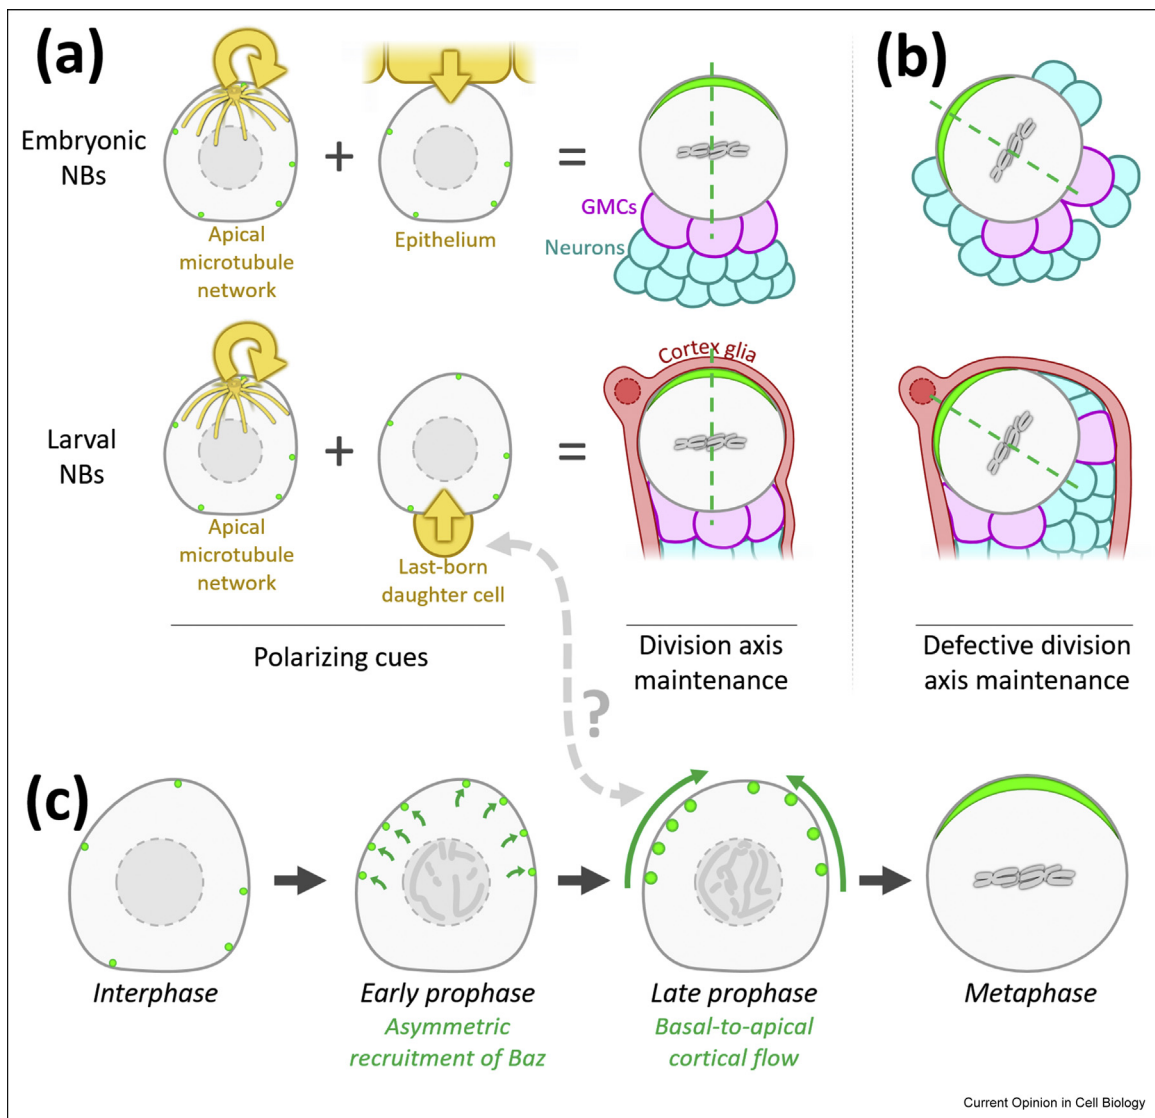 (a)
(b)
Embryonic
NBs
+
=
Apical
microtubule
network
Epithelium
GMCs
Neurons
Larval
NBs
+
=
Cortex glia
Apical
microtubule
network
Last-born
daughter cell
Polarizing cues
Division axis
maintenance
Defective division
axis maintenance
?
(c)
Interphase
Early prophase
Late prophase
Metaphase
Asymmetric
recruitment of Baz
Basal-to-apical
cortical flow
Current Opinion in Cell Biology